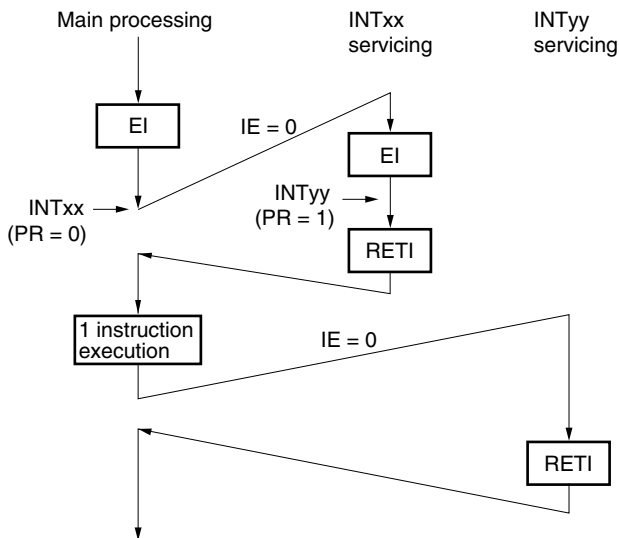 Main processing
INTxx
servicing
INTyy
servicing
EI
IE = 0
EI
INTxx
(PR = 0)
INTyy
(PR = 1)
RETI
1 instruction
execution
IE = 0
RETI